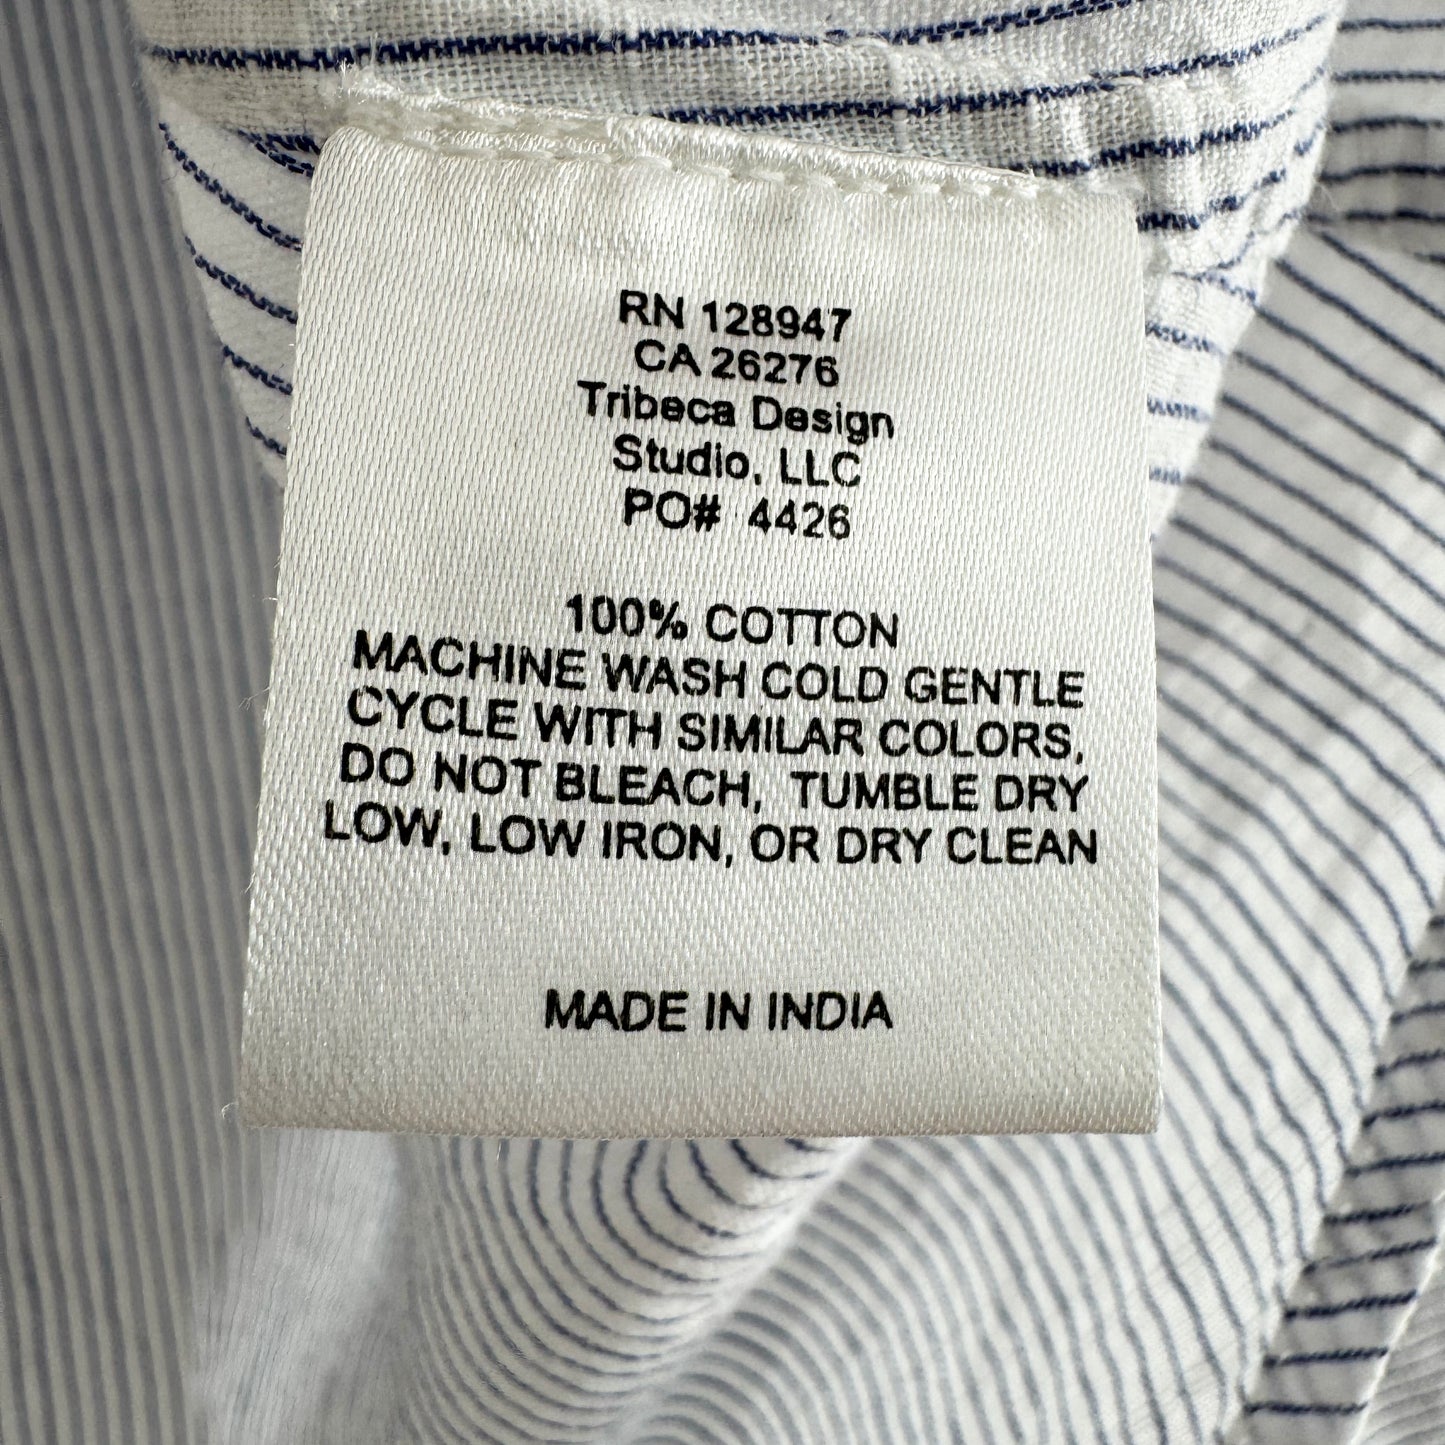 RN 128947
CA 26276
Tribeca Design
Studio, LLC
PO# 4426
100% COTTON
MACHINE WASH COLD GENTLE
CYCLE WITH SIMILAR COLORS,
DO NOT BLEACH, TUMBLE DRY
LOW, LOW IRON, OR DRY CLEAN
MADE IN INDIA